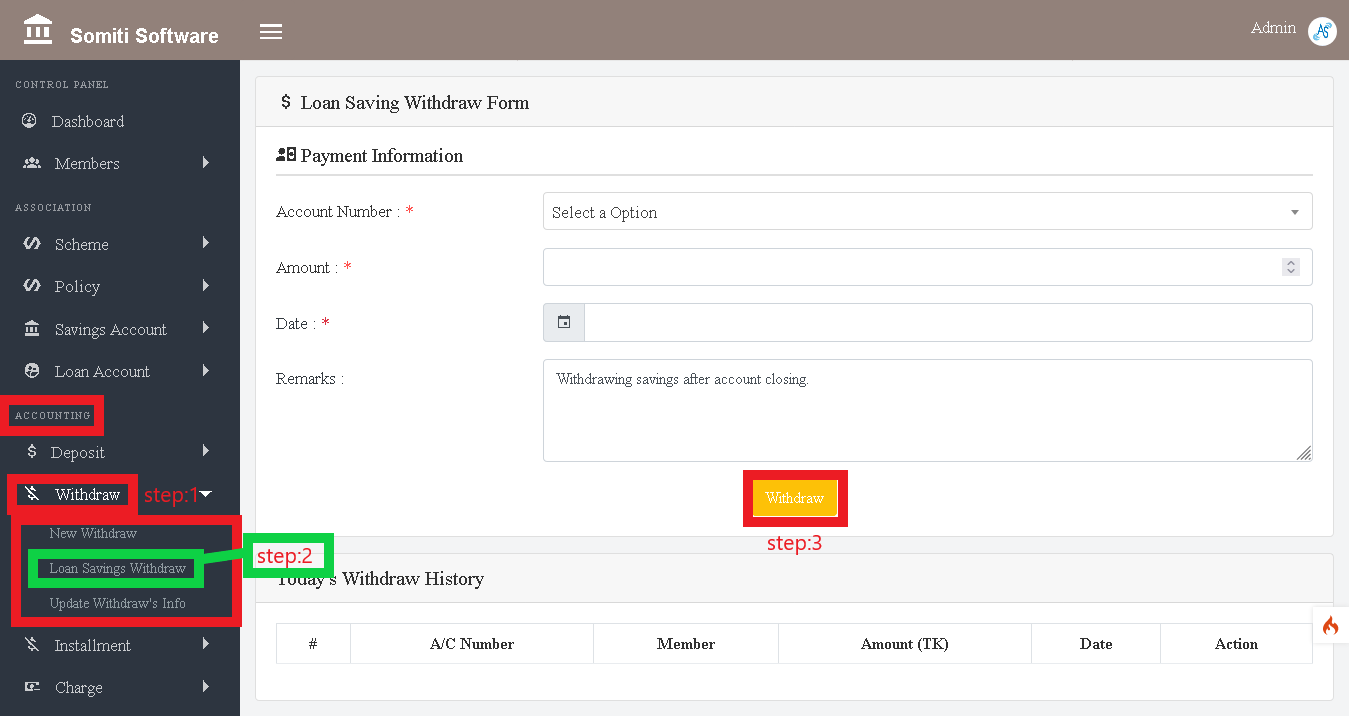 Somiti Software
Admin
CONTROL PANEL
Dashboard
Members
ASSOCIATION
Scheme
Policy
Savings Account
Loan Account
ACCOUNTING
Deposit
Withdraw
step:1
New Withdraw
Loan Savings Withdraw
step:2
Update Withdraw's Info
Installment
Charge
$ Loan Saving Withdraw Form
Payment Information
Account Number : *
Select a Option
Amount : *
Date : *
Remarks :
Withdrawing savings after account closing.
Withdraw
step:3
Today's Withdraw History
# A/C Number Member Amount (TK) Date Action